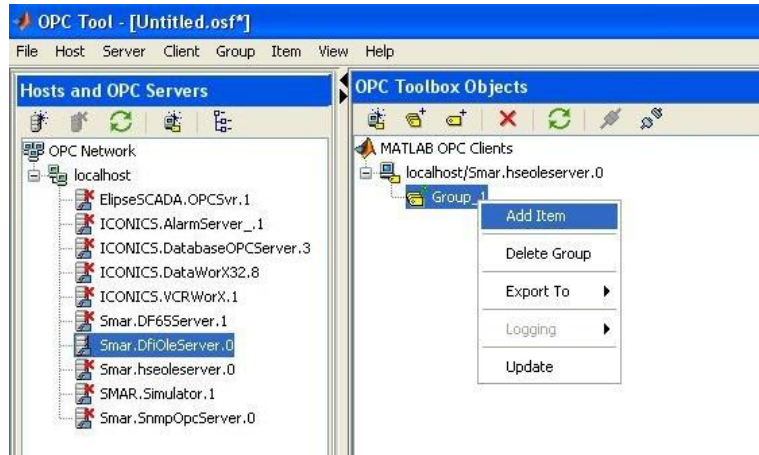 OPC Tool - [Untitled.osf*]
File Host Server Client Group Item View Help
Hosts and OPC Servers
OPC Network
localhost
ElipseSCADA.OPCSvr.1
ICONICS.AlarmServer_.1
ICONICS.DatabaseOPCServer.3
ICONICS.DataWorX32.8
ICONICS.VCRWorX.1
Smar.DF65Server.1
Smar.DfiOleServer.0
Smar.hseoleserver.0
SMAR.Simulator.1
Smar.SnmpOpcServer.0
OPC Toolbox Objects
MATLAB OPC Clients
localhost/Smar.hseoleserver.0
Group_1
Add Item
Delete Group
Export To
Logging
Update